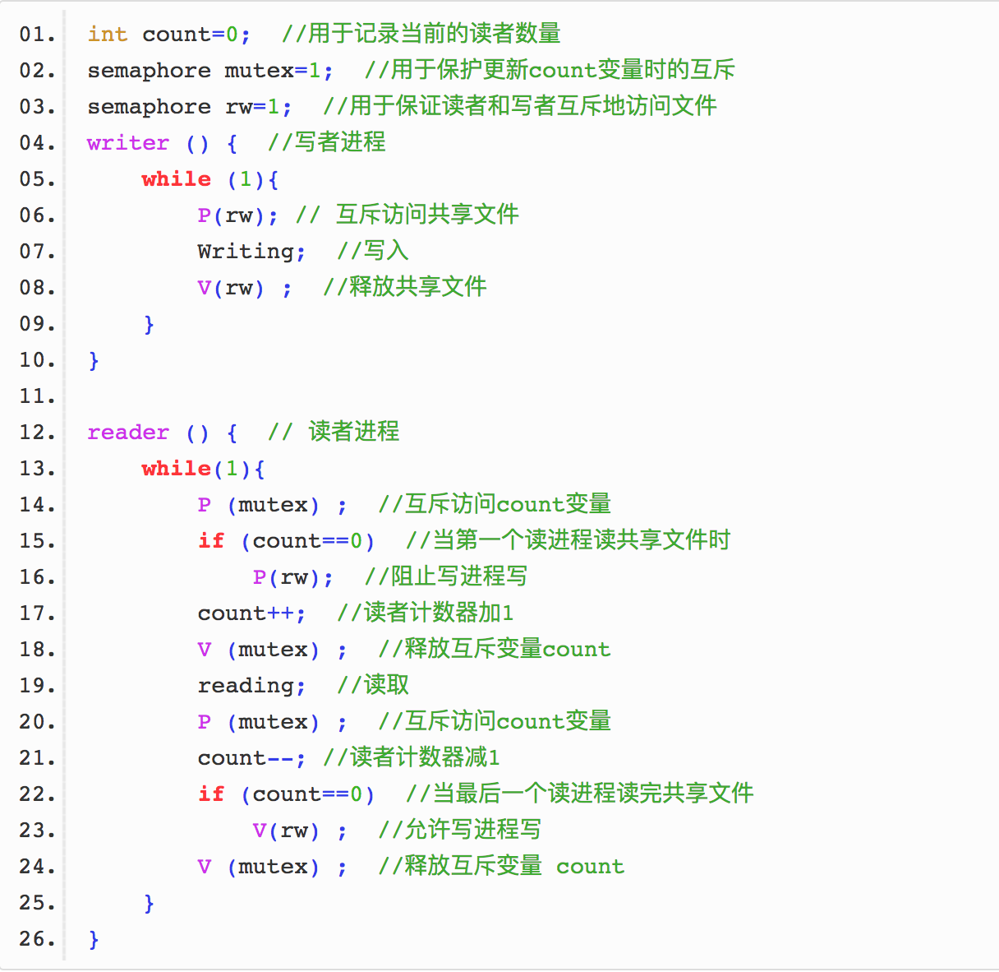 01. int count=0;  //用于记录当前的读者数量
02. semaphore mutex=1;  //用于保护更新count变量时的互斥
03. semaphore rw=1;  //用于保证读者和写者互斥地访问文件
04. writer () {  //写者进程
05.     while (1){
06.         P(rw); // 互斥访问共享文件
07.         Writing;  //写入
08.         V(rw) ;  //释放共享文件
09.     }
10. }
11.
12. reader () {  // 读者进程
13.     while(1){
14.         P (mutex) ;  //互斥访问count变量
15.         if (count==0)  //当第一个读进程读共享文件时
16.             P(rw);  //阻止写进程写
17.         count++;  //读者计数器加1
18.         V (mutex) ;  //释放互斥变量count
19.         reading;  //读取
20.         P (mutex) ;  //互斥访问count变量
21.         count--; //读者计数器减1
22.         if (count==0)  //当最后一个读进程读完共享文件
23.             V(rw) ;  //允许写进程写
24.         V (mutex) ;  //释放互斥变量 count
25.     }
26. }